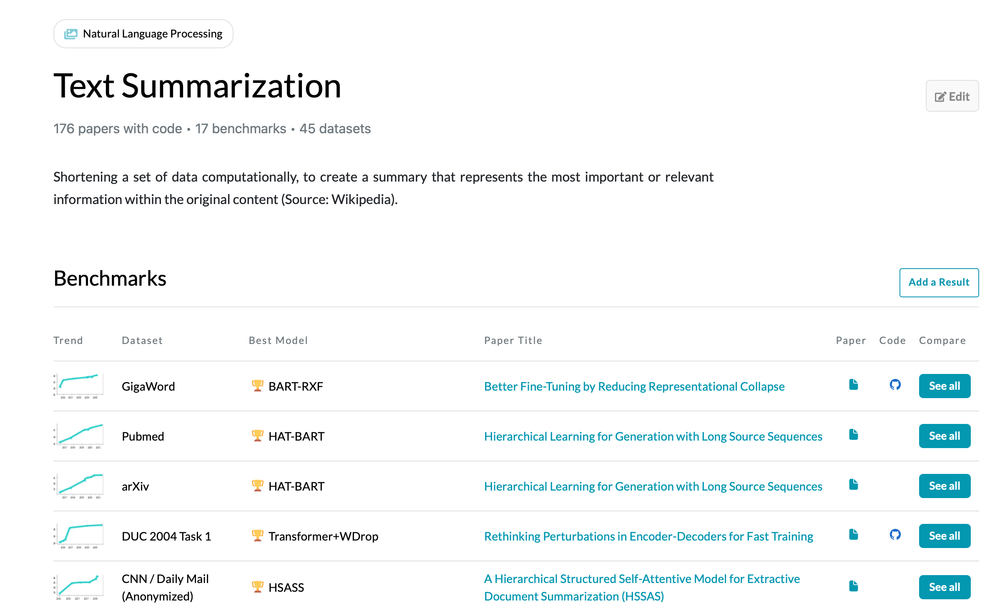 Natural Language Processing
Text Summarization
Edit
176 papers with code • 17 benchmarks • 45 datasets
Shortening a set of data computationally, to create a summary that represents the most important or relevant
information within the original content (Source: Wikipedia).
Benchmarks
Add a Result
Trend Dataset Best Model Paper Title Paper Code Compare
GigaWord BART-RXF Better Fine-Tuning by Reducing Representational Collapse See all
Pubmed HAT-BART Hierarchical Learning for Generation with Long Source Sequences See all
arXiv HAT-BART Hierarchical Learning for Generation with Long Source Sequences See all
DUC 2004 Task 1 Transformer+WDrop Rethinking Perturbations in Encoder-Decoders for Fast Training See all
CNN / Daily Mail
(Anonymized)
HSASS
A Hierarchical Structured Self-Attentive Model for Extractive
Document Summarization (HSSAS)
See all